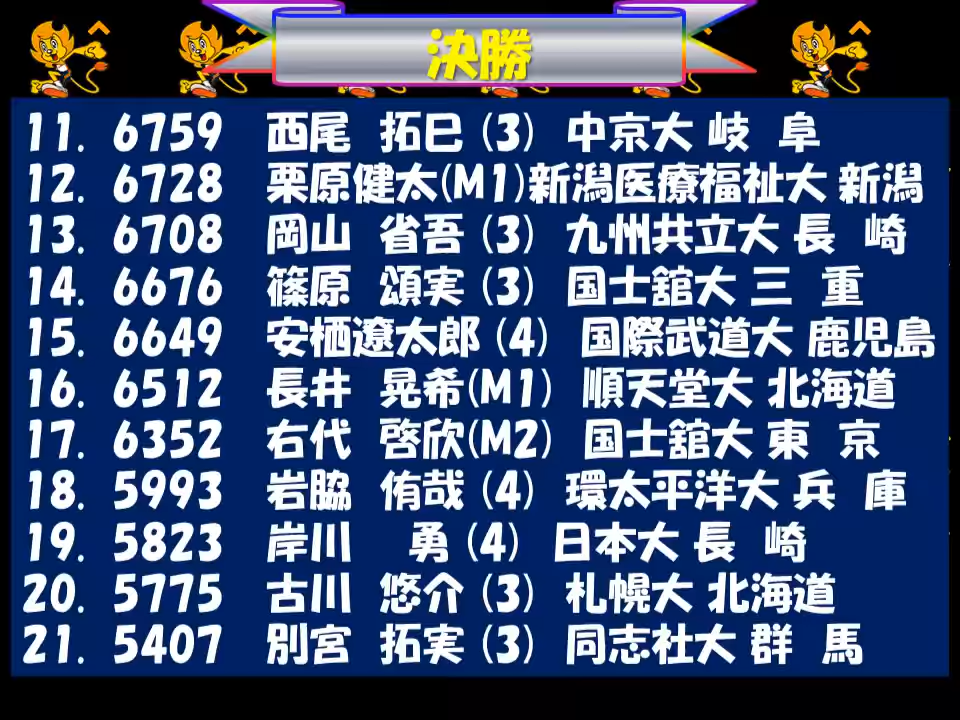 決勝
11. 6759 西尾 拓巳 (3) 中京大 岐 阜
12. 6728 栗原健太(M1)新潟医療福祉大 新潟
13. 6708 岡山 省吾 (3) 九州共立大 長 崎
14. 6676 篠原 頌実 (3) 国士舘大 三 重
15. 6649 安栖遼太郎 (4) 国際武道大 鹿児島
16. 6512 長井 晃希(M1) 順天堂大 北海道
17. 6352 右代 啓欣(M2) 国士舘大 東 京
18. 5993 岩脇 侑哉 (4) 環太平洋大 兵 庫
19. 5823 岸川 勇 (4) 日本大 長 崎
20. 5775 古川 悠介 (3) 札幌大 北海道
21. 5407 別宮 拓実 (3) 同志社大 群 馬